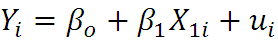 Yᵢ = βₒ + β₁X₁ᵢ + uᵢ